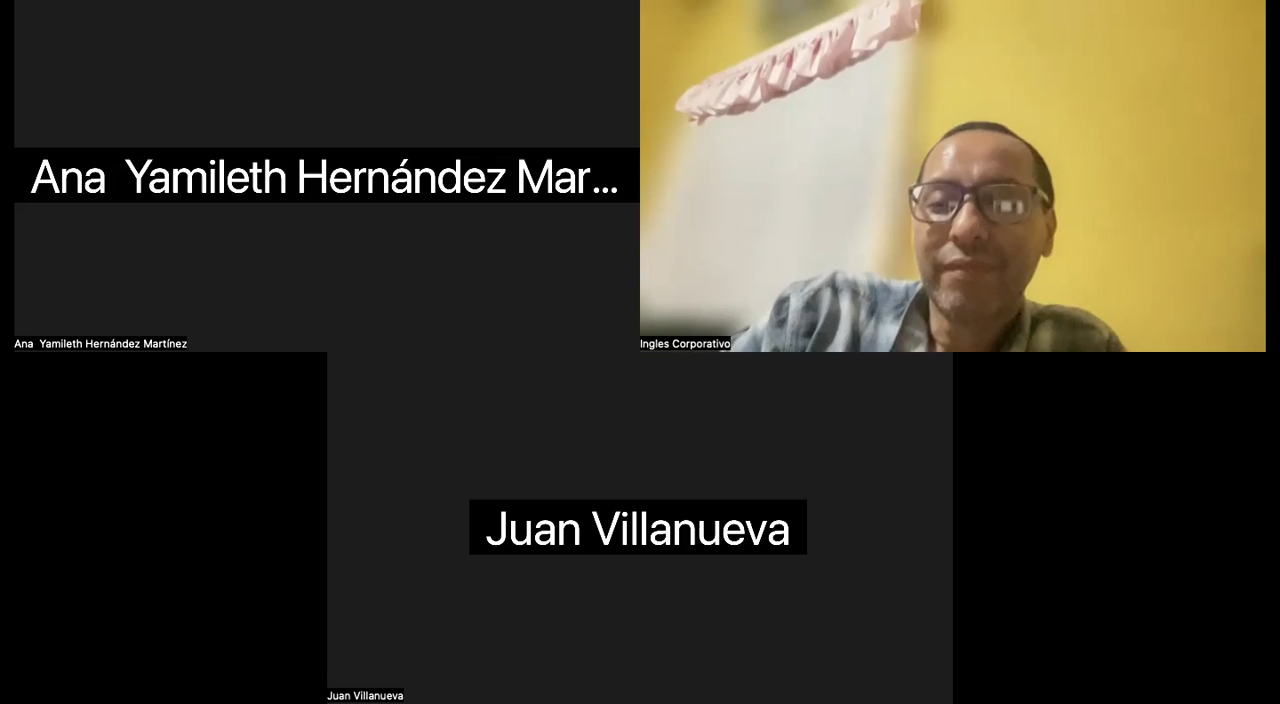 Ana  Yamileth Hernández Mar...
Ana  Yamileth Hernández Martínez
Ingles Corporativo
Juan Villanueva
Juan Villanueva